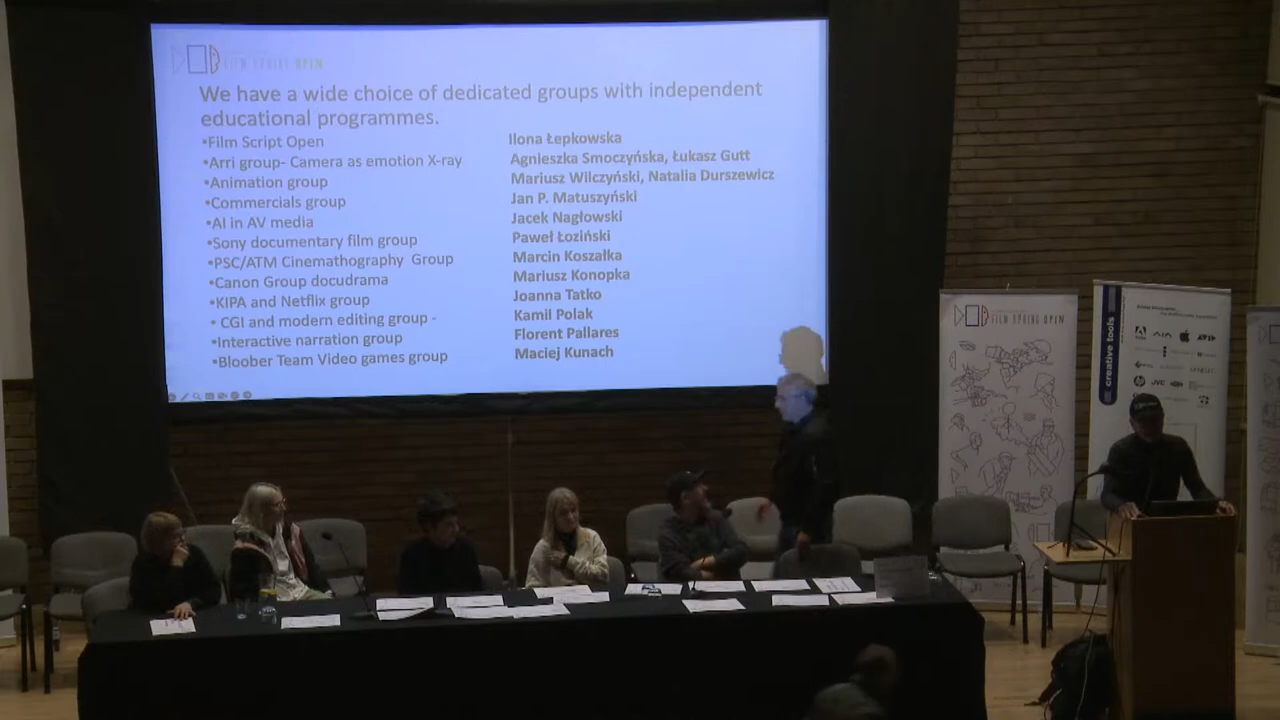 FILM SPRING OPEN
We have a wide choice of dedicated groups with independent
educational programmes.
•Film Script Open Ilona Łepkowska
•Arri group- Camera as emotion X-ray Agnieszka Smoczyńska, Łukasz Gutt
•Animation group Mariusz Wilczyński, Natalia Durszewicz
•Commercials group Jan P. Matuszyński
•AI in AV media Jacek Nagłowski
•Sony documentary film group Paweł Łoziński
•PSC/ATM Cinemathography Group Marcin Koszałka
•Canon Group docudrama Mariusz Konopka
•KIPA and Netflix group Joanna Tatko
• CGI and modern editing group - Kamil Polak
•Interactive narration group Florent Pallares
•Bloober Team Video games group Maciej Kunach
FILM SPRING OPEN
creative tools
hp
JVC